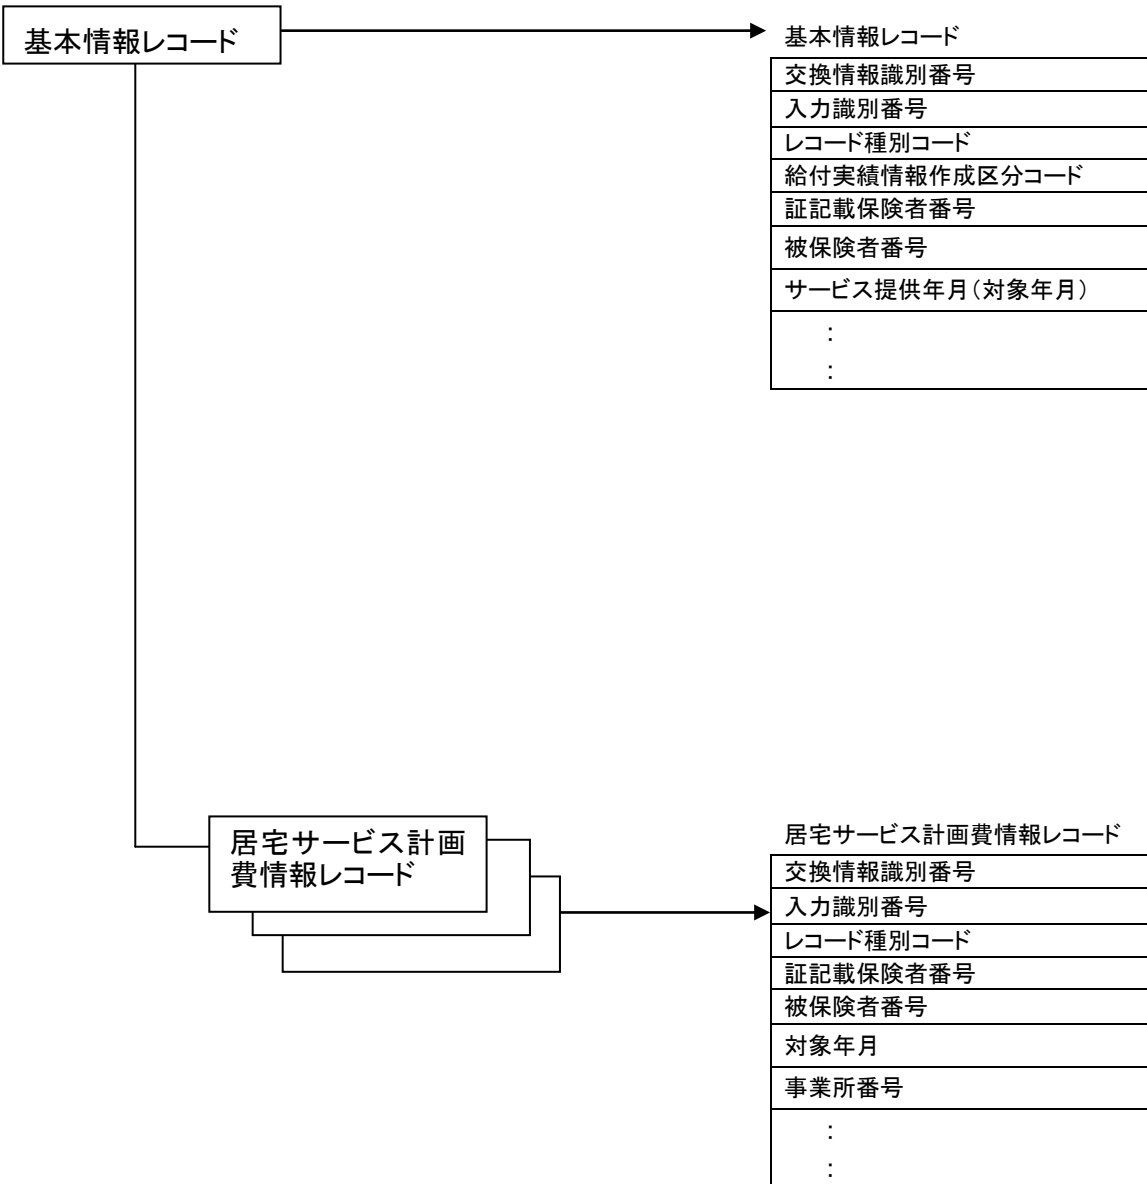 基本情報レコード
基本情報レコード
交換情報識別番号
入力識別番号
レコード種別コード
給付実績情報作成区分コード
証記載保険者番号
被保険者番号
サービス提供年月(対象年月)
:
:
居宅サービス計画
費情報レコード
居宅サービス計画費情報レコード
交換情報識別番号
入力識別番号
レコード種別コード
証記載保険者番号
被保険者番号
対象年月
事業所番号
:
: